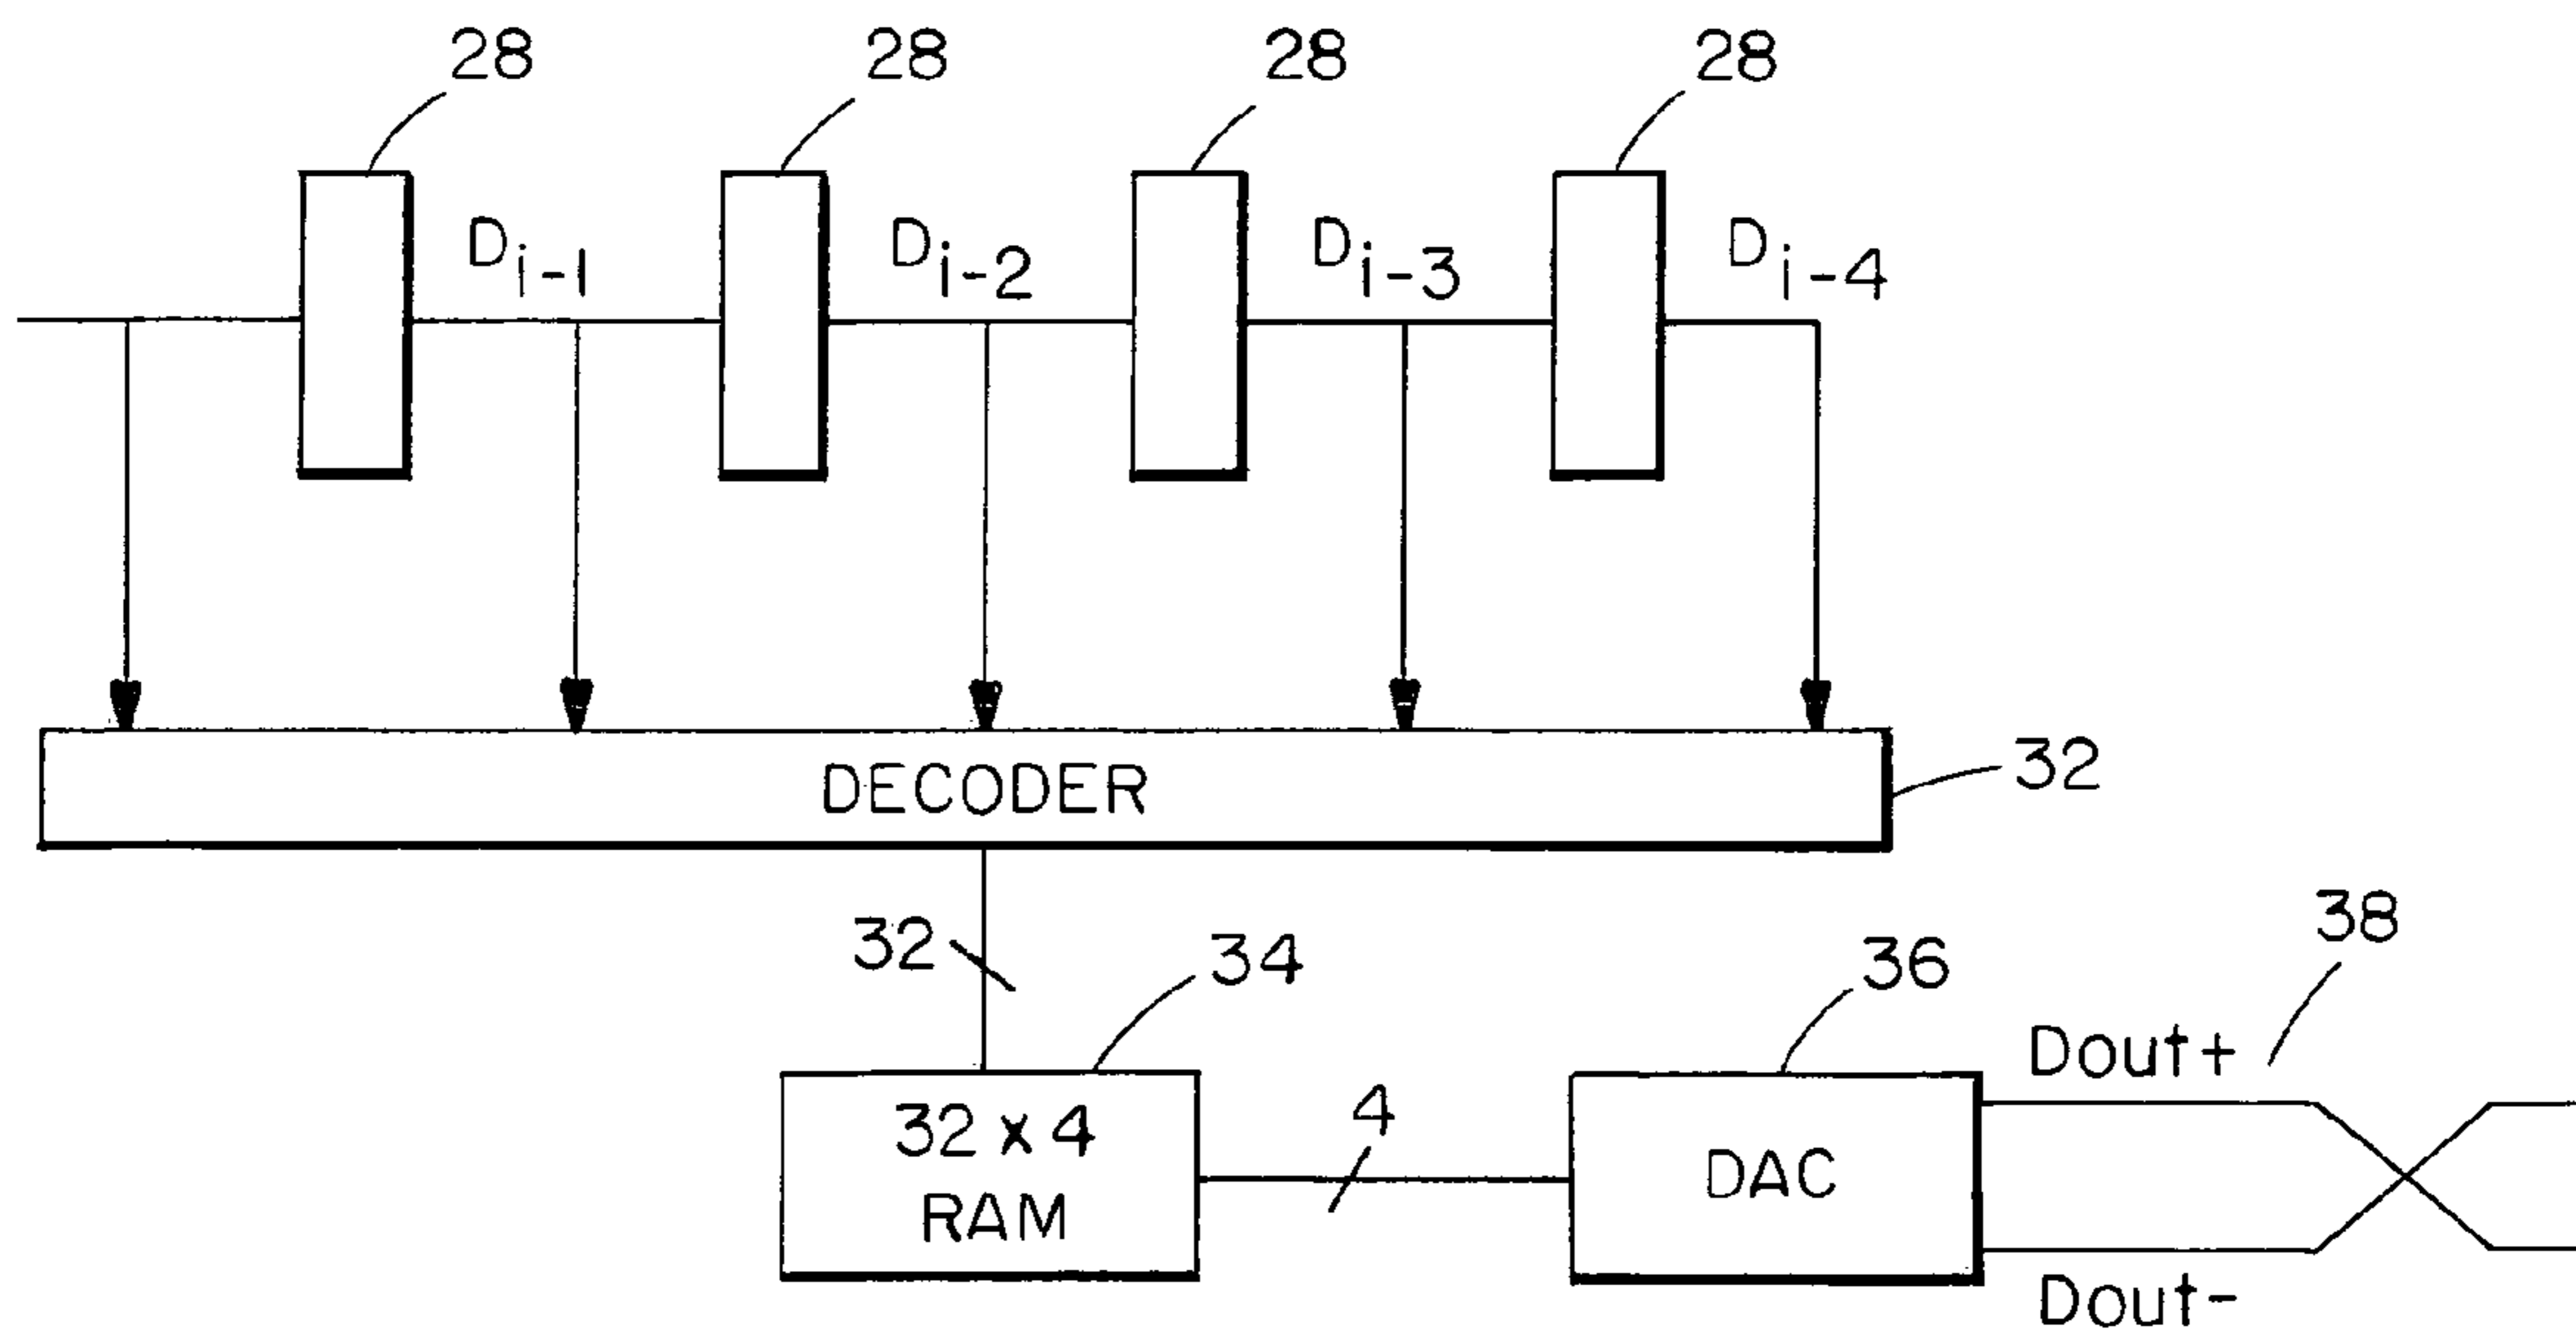 28 28 28 28
Di-1 Di-2 Di-3 Di-4
DECODER
32
32
34
36
38
Dout+
32 x 4
RAM
4
DAC
Dout-